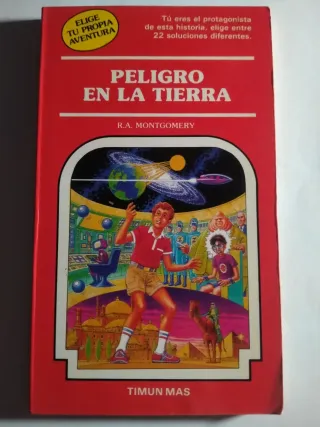 ELIGE
TU PROPIA
AVENTURA
Tú eres el protagonista
de esta historia, elige entre
22 soluciones diferentes.
PELIGRO
EN LA TIERRA
R.A. MONTGOMERY
TIMUN MAS